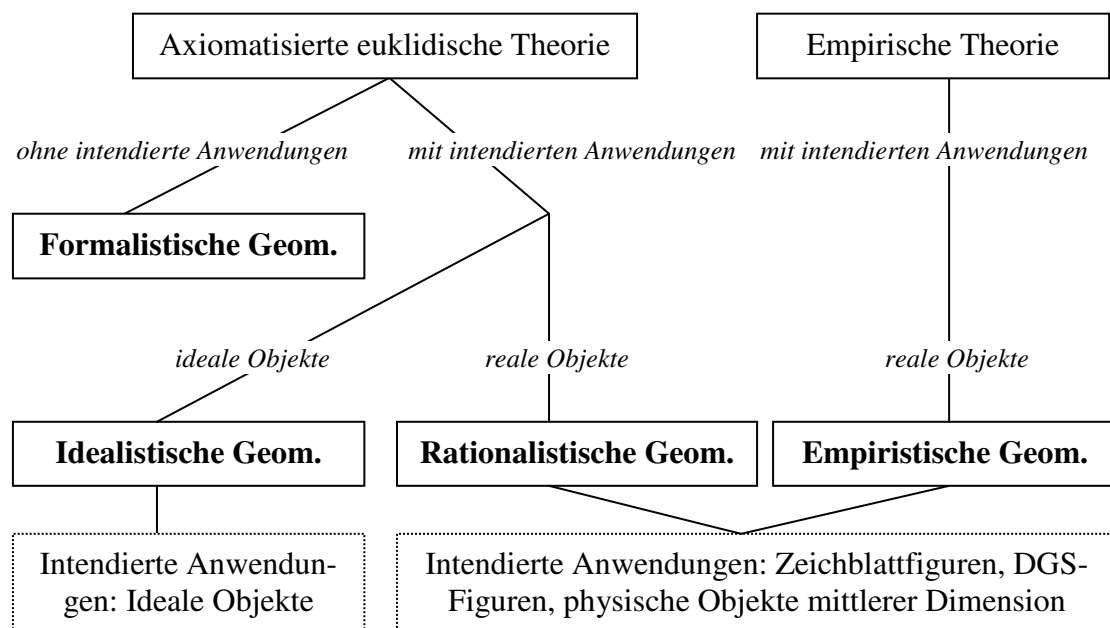 Axiomatisierte euklidische Theorie
Empirische Theorie
ohne intendierte Anwendungen
mit intendierten Anwendungen
mit intendierten Anwendungen
Formalistische Geom.
ideale Objekte
reale Objekte
reale Objekte
Idealistische Geom.
Rationalistische Geom.
Empiristische Geom.
Intendierte Anwendun-
gen: Ideale Objekte
Intendierte Anwendungen: Zeichblattfiguren, DGS-
Figuren, physische Objekte mittlerer Dimension